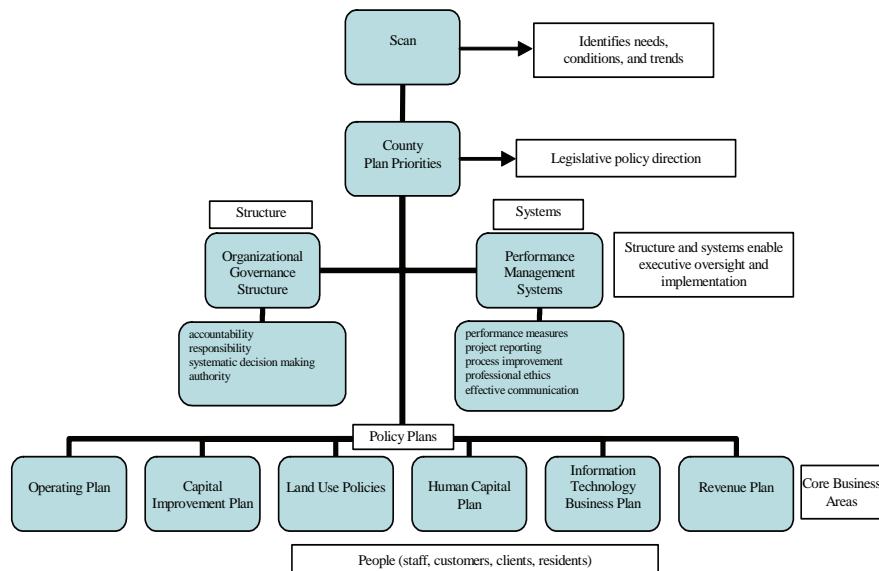 Scan
Identifies needs,
conditions, and trends
County
Plan Priorities
Legislative policy direction
Structure
Systems
Organizational
Governance
Structure
Performance
Management
Systems
Structure and systems enable
executive oversight and
implementation
accountability
responsibility
systematic decision making
authority
performance measures
project reporting
process improvement
professional ethics
effective communication
Policy Plans
Operating Plan
Capital
Improvement Plan
Land Use Policies
Human Capital
Plan
Information
Technology
Business Plan
Revenue Plan
Core Business
Areas
People (staff, customers, clients, residents)